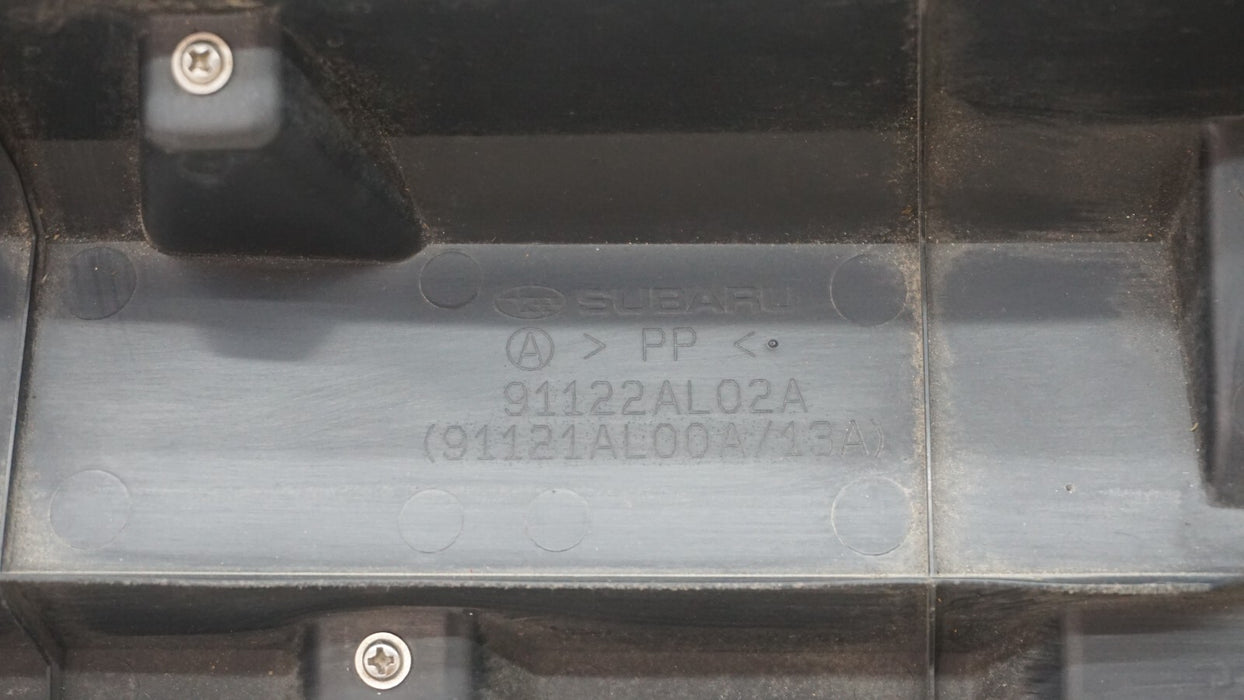 SUBARU
Ⓐ > PP <
91122AL02A
(91121AL00A/13A)